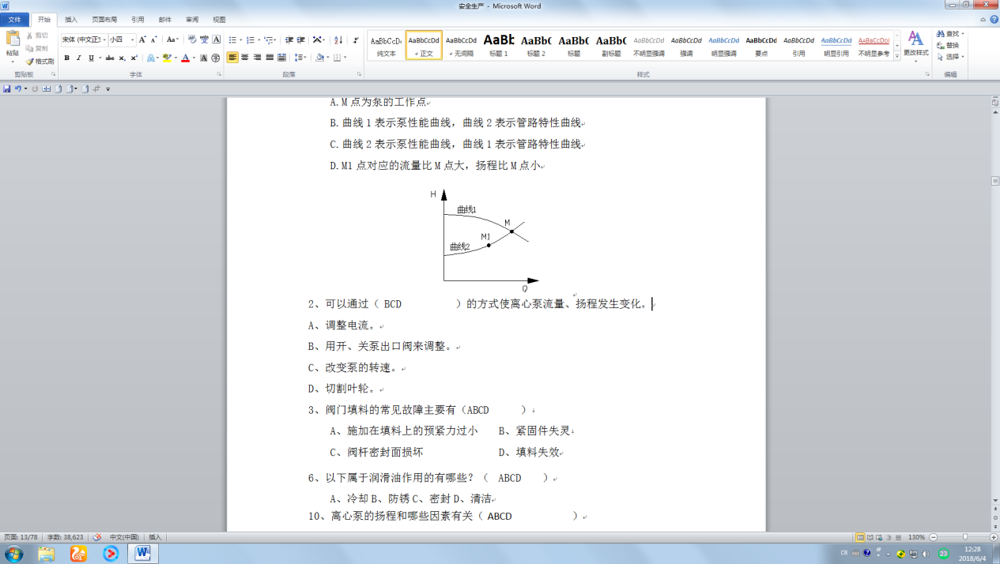 安全生产 - Microsoft Word
文件 开始 插入 页面布局 引用 邮件 审阅 视图
粘贴 剪切 复制 格式刷
宋体 (中文正 小四
AaBbCcDc AaBbCcDd AaBbCcDd AaBb AaBbC AaBbC AaBbC AaBbCcDd AaBbCcDd AaBbCcDd AaBbCcDd AaBbCcDd AaBbCcDd AaBbCcDd
纯文本 正文 无间隔 标题 1 标题 2 标题 副标题 不明显强调 强调 明显强调 要点 引用 明显引用 不明显参考
更改样式 查找 替换 选择
剪贴板 字体 段落 样式 编辑
A.M 点为泵的工作点
B.曲线 1 表示泵性能曲线，曲线 2 表示管路特性曲线
C.曲线 2 表示泵性能曲线，曲线 1 表示管路特性曲线
D.M1 点对应的流量比 M 点大，扬程比 M 点小
H
曲线1
M
M1
曲线2
Q
2、可以通过（ BCD ）的方式使离心泵流量、扬程发生变化。
A、调整电流。
B、用开、关泵出口阀来调整。
C、改变泵的转速。
D、切割叶轮。
3、阀门填料的常见故障主要有（ABCD ）
A、施加在填料上的预紧力过小 B、紧固件失灵
C、阀杆密封面损坏 D、填料失效
6、以下属于润滑油作用的有哪些？（ ABCD ）
A、冷却 B、防锈 C、密封 D、清洁
10、离心泵的扬程和哪些因素有关（ ABCD ）
页面: 13/78 字数: 38,623 中文(中国) 插入 130%
CH 23 12:28
2018/6/4